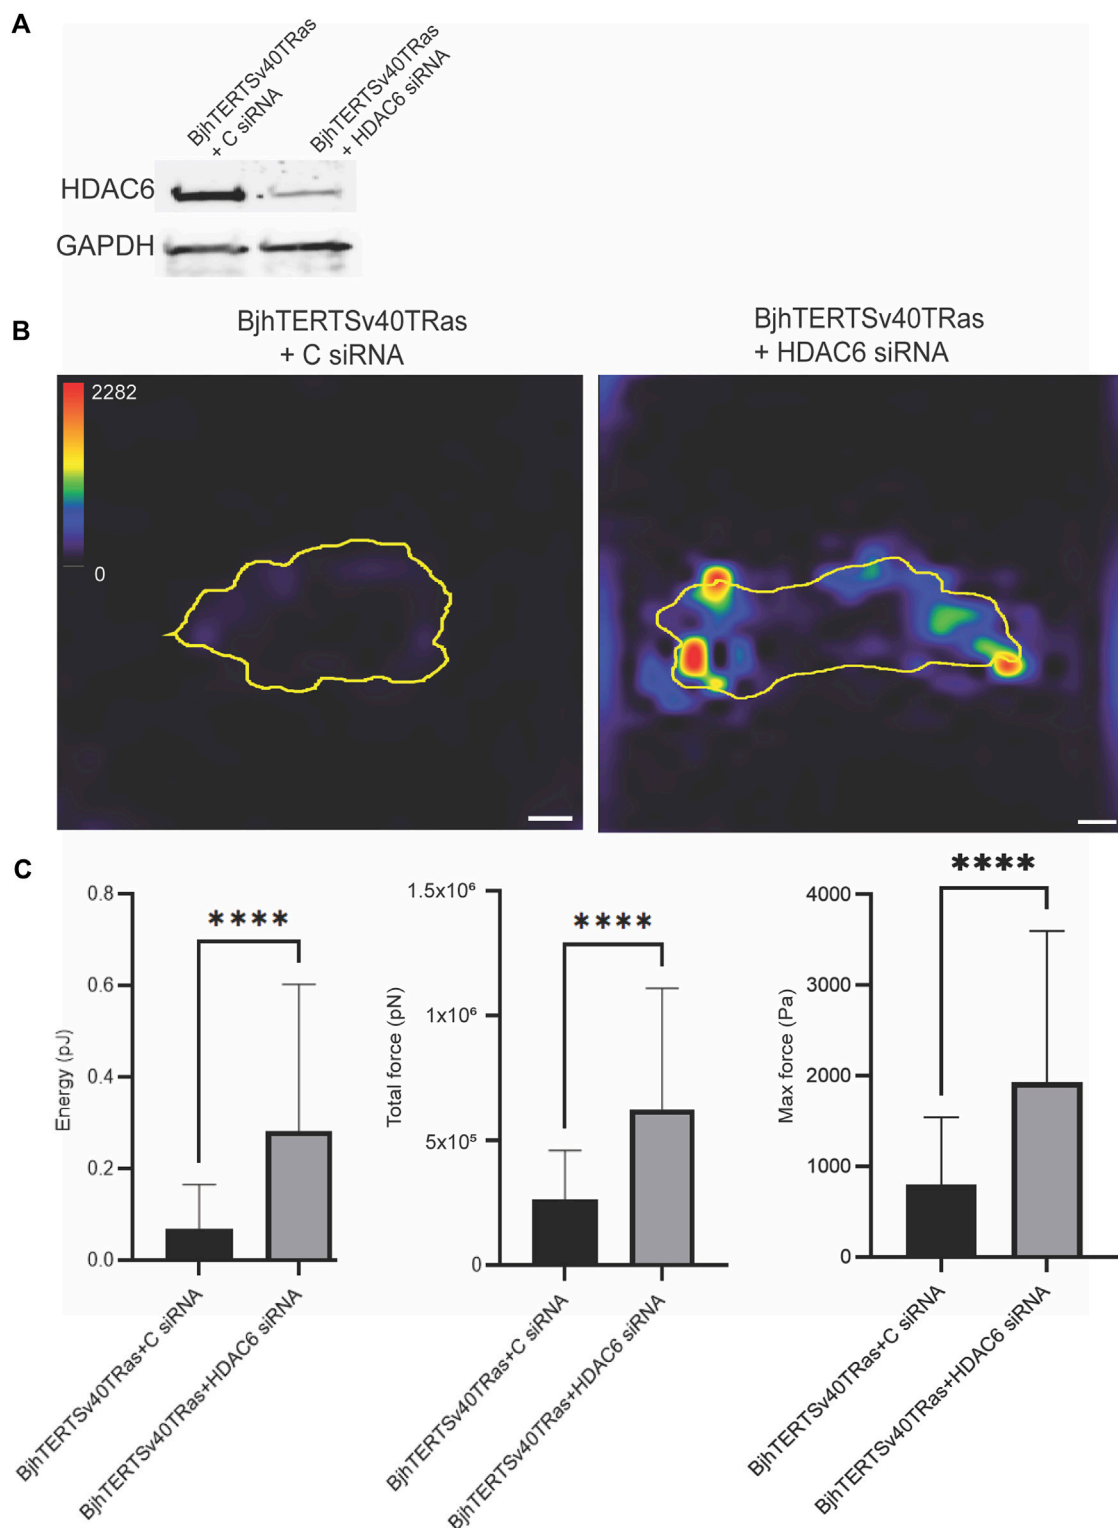 A
BjhTERTSv40TRas
+ C siRNA
BjhTERTSv40TRas
+ HDAC6 siRNA
HDAC6
GAPDH
B
BjhTERTSv40TRas
+ C siRNA
BjhTERTSv40TRas
+ HDAC6 siRNA
2282
0
C
Energy (pJ)
0.8
0.6
0.4
0.2
0.0
****
BjhTERTSv40TRas+C siRNA
BjhTERTSv40TRas+HDAC6 siRNA
Total force (pN)
1.5x10⁶
1x10⁶
5x10⁵
0
****
BjhTERTSv40TRas+C siRNA
BjhTERTSv40TRas+HDAC6 siRNA
Max force (Pa)
4000
3000
2000
1000
0
****
BjhTERTSv40TRas+C siRNA
BjhTERTSv40TRas+HDAC6 siRNA